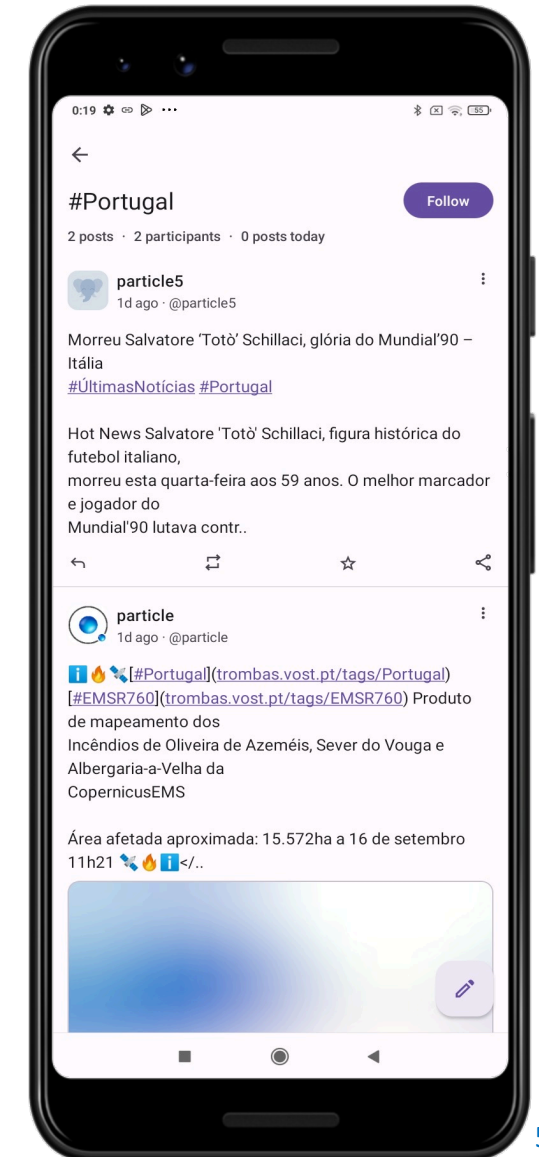 0:19
55
#Portugal
Follow
2 posts · 2 participants · 0 posts today
particle5
1d ago · @particle5
Morreu Salvatore ‘Totò’ Schillaci, glória do Mundial’90 –
Itália
#ÚltimasNotícias #Portugal
Hot News Salvatore 'Totò' Schillaci, figura histórica do
futebol italiano,
morreu esta quarta-feira aos 59 anos. O melhor marcador
e jogador do
Mundial'90 lutava contr..
particle
1d ago · @particle
ℹ️🔥🛰️[#Portugal](trombas.vost.pt/tags/Portugal)
[#EMSR760](trombas.vost.pt/tags/EMSR760) Produto
de mapeamento dos
Incêndios de Oliveira de Azeméis, Sever do Vouga e
Albergaria-a-Velha da
CopernicusEMS
Área afetada aproximada: 15.572ha a 16 de setembro
11h21 🛰️🔥ℹ️</..